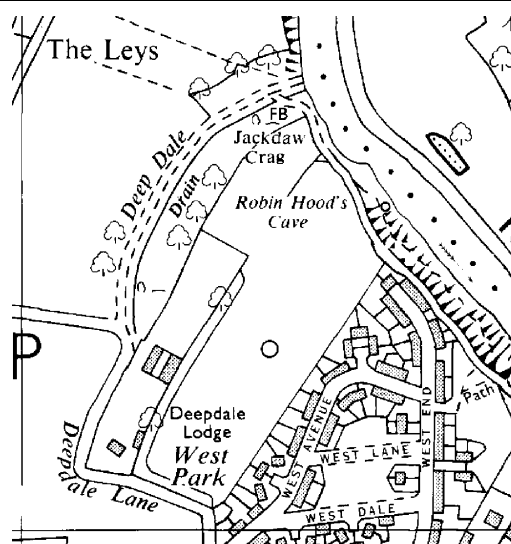 The Leys
FB
Jackdaw
Crag
Deep Dale
Drain
Robin Hood's
Cave
P
Deepdale
Lodge
West
Park
Deepdale Lane
WEST AVENUE
WEST LANE
WEST END
Path
WEST DALE